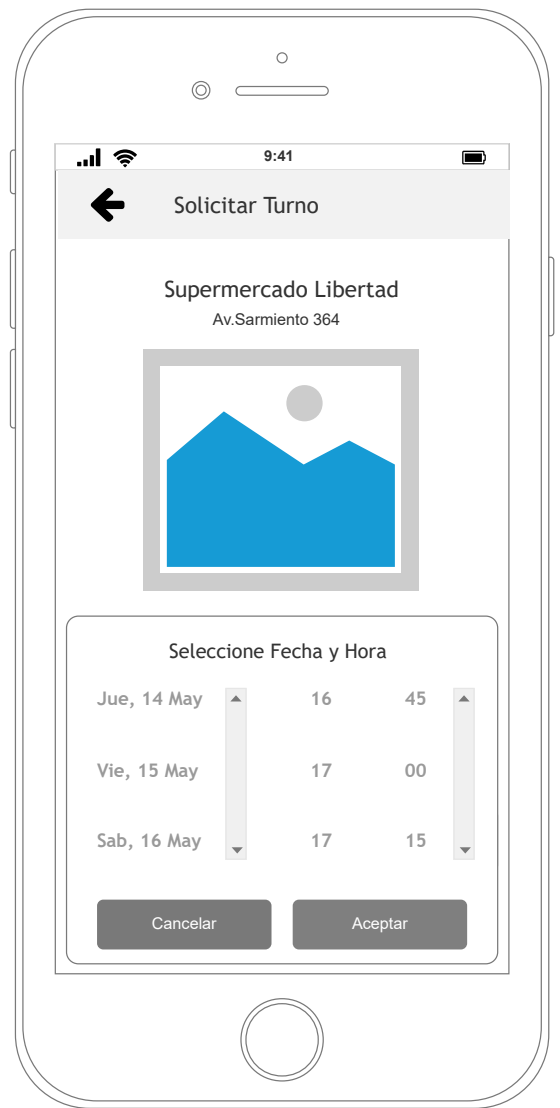 9:41
Solicitar Turno
Supermercado Libertad
Av.Sarmiento 364
Seleccione Fecha y Hora
Jue, 14 May 16 45
Vie, 15 May 17 00
Sab, 16 May 17 15
Cancelar Aceptar